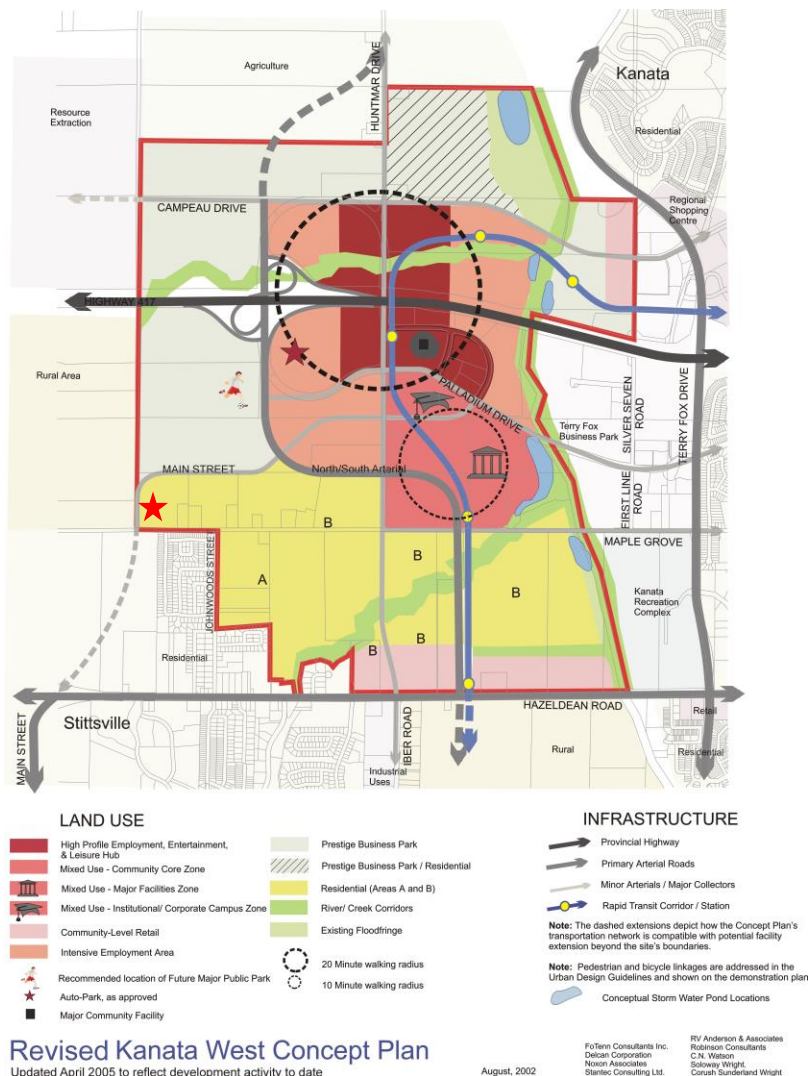 Kanata
Agriculture
HUNTMAR DRIVE
Resource
Extraction
Residential
Regional
Shopping
Centre
CAMPEAU DRIVE
HIGHWAY 417
Rural Area
PALLADIUM DRIVE
Terry Fox
Business Park
SILVER SEVEN
ROAD
TERRY FOX DRIVE
MAIN STREET
North/South Arterial
FIRST LINE
ROAD
B
MAPLE GROVE
JOHNWOODS STREET
A
B
B
Kanata
Recreation
Complex
Residential
B
B
HAZELDEAN ROAD
Stittsville
MAIN STREET
IBER ROAD
Retail
Rural
Residential
Industrial
Uses
LAND USE
High Profile Employment, Entertainment,
& Leisure Hub
Mixed Use - Community Core Zone
Mixed Use - Major Facilities Zone
Mixed Use - Institutional/ Corporate Campus Zone
Community-Level Retail
Intensive Employment Area
Recommended location of Future Major Public Park
Auto-Park, as approved
Major Community Facility
Prestige Business Park
Prestige Business Park / Residential
Residential (Areas A and B)
River/ Creek Corridors
Existing Floodfringe
20 Minute walking radius
10 Minute walking radius
INFRASTRUCTURE
Provincial Highway
Primary Arterial Roads
Minor Arterials / Major Collectors
Rapid Transit Corridor / Station
Note: The dashed extensions depict how the Concept Plan's
transportation network is compatible with potential facility
extension beyond the site's boundaries.
Note: Pedestrian and bicycle linkages are addressed in the
Urban Design Guidelines and shown on the demonstration plan
Conceptual Storm Water Pond Locations
Revised Kanata West Concept Plan
Updated April 2005 to reflect development activity to date
August, 2002
FoTenn Consultants Inc.
Delcan Corporation
Noxon Associates
Stantec Consulting Ltd.
RV Anderson & Associates
Robinson Consultants
C.N. Watson
Soloway Wright.
Corush Sunderland Wright